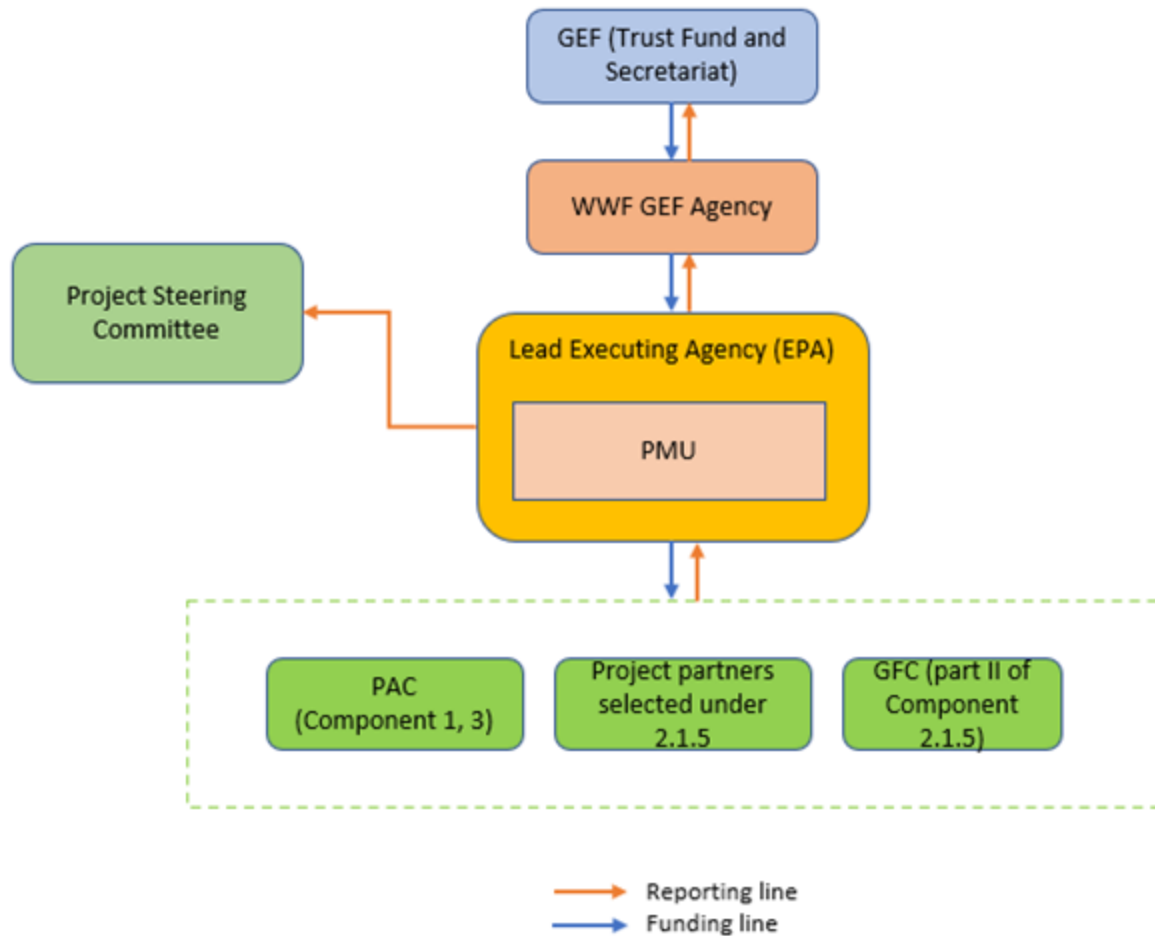 GEF (Trust Fund and
Secretariat)
WWF GEF Agency
Project Steering
Committee
Lead Executing Agency (EPA)
PMU
PAC
(Component 1, 3)
Project partners
selected under
2.1.5
GFC (part II of
Component
2.1.5)
Reporting line
Funding line